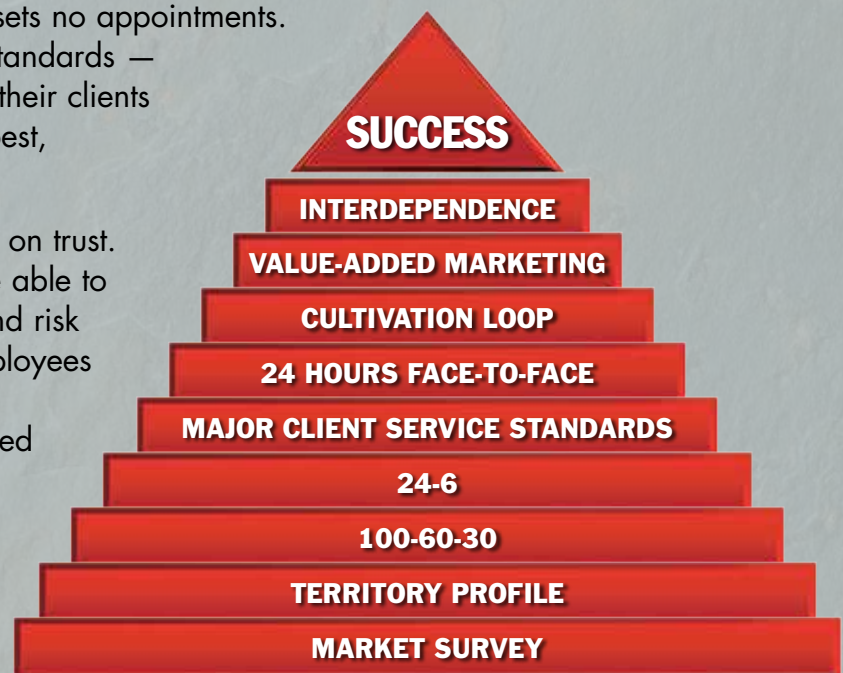 sets no appointments.
tandards —
their clients
est,
on trust.
able to
nd risk
ployees
ed
SUCCESS
INTERDEPENDENCE
VALUE-ADDED MARKETING
CULTIVATION LOOP
24 HOURS FACE-TO-FACE
MAJOR CLIENT SERVICE STANDARDS
24-6
100-60-30
TERRITORY PROFILE
MARKET SURVEY